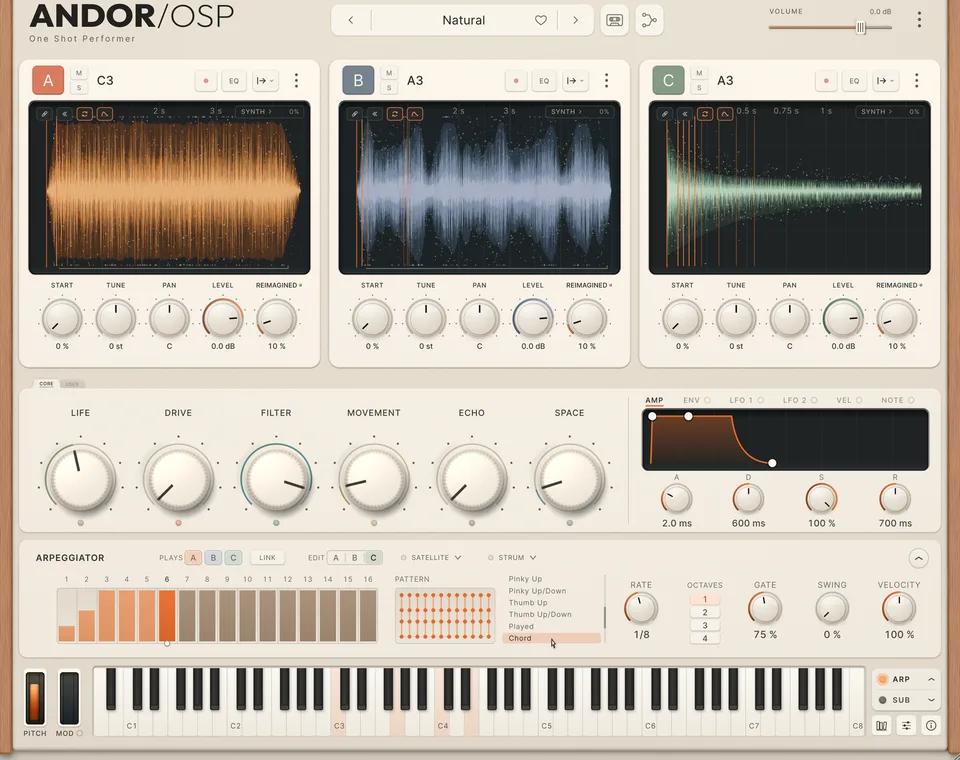 ANDOR/OSP
One Shot Performer
Natural
VOLUME 0.0 dB
A M S C3 EQ
B M S A3 EQ
C M S A3 EQ
2 s 3 s SYNTH > 0%
2 s 3 s SYNTH > 0%
0.5 s 0.75 s 1 s SYNTH > 0%
START TUNE PAN LEVEL REIMAGINED
0 % 0 st C 0.0 dB 10 %
START TUNE PAN LEVEL REIMAGINED
0 % 0 st C 0.0 dB 10 %
START TUNE PAN LEVEL REIMAGINED
0 % 0 st C 0.0 dB 10 %
CORE
LIFE DRIVE FILTER MOVEMENT ECHO SPACE
AMP ENV LFO 1 LFO 2 VEL NOTE
A D S R
2.0 ms 600 ms 100 % 700 ms
ARPEGGIATOR PLAYS A B C LINK EDIT A B C SATELLITE STRUM
1 2 3 4 5 6 7 8 9 10 11 12 13 14 15 16
PATTERN
Pinky Up
Pinky Up/Down
Thumb Up
Thumb Up/Down
Played
Chord
RATE
1/8
OCTAVES
1
2
3
4
GATE
75 %
SWING
0 %
VELOCITY
100 %
PITCH MOD
C1 C2 C3 C4 C5 C6 C7 C8
ARP
SUB